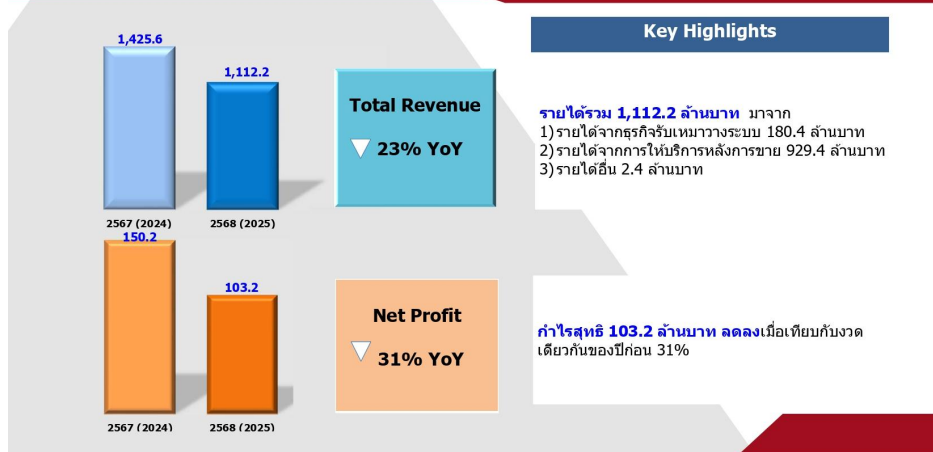 1,425.6
1,112.2
2567 (2024)
2568 (2025)
Total Revenue
23% YoY
150.2
103.2
2567 (2024)
2568 (2025)
Net Profit
31% YoY
Key Highlights
รายได้รวม 1,112.2 ล้านบาท มาจาก
1) รายได้จากธุรกิจรับเหมาวางระบบ 180.4 ล้านบาท
2) รายได้จากการให้บริการหลังการขาย 929.4 ล้านบาท
3) รายได้อื่น 2.4 ล้านบาท
กำไรสุทธิ 103.2 ล้านบาท ลดลงเมื่อเทียบกับงวด
เดียวกันของปีก่อน 31%